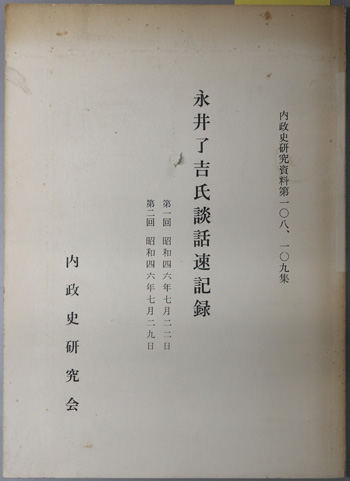 内政史研究資料第一〇八、一〇九集
永井了吉氏談話速記録
第一回 昭和四六年七月二二日
第二回 昭和四六年七月二九日
内政史研究会